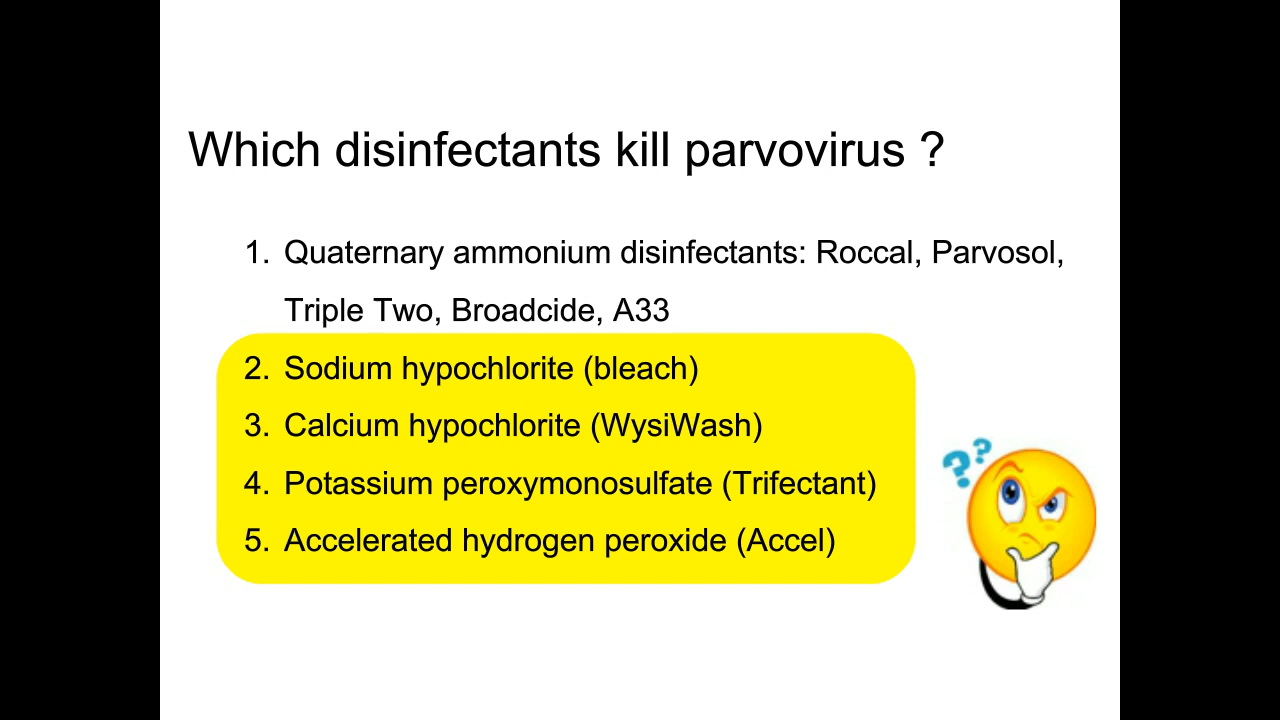 Which disinfectants kill parvovirus ?
1. Quaternary ammonium disinfectants: Roccal, Parvosol,
Triple Two, Broadcide, A33
2. Sodium hypochlorite (bleach)
3. Calcium hypochlorite (WysiWash)
4. Potassium peroxymonosulfate (Trifectant)
5. Accelerated hydrogen peroxide (Accel)
??